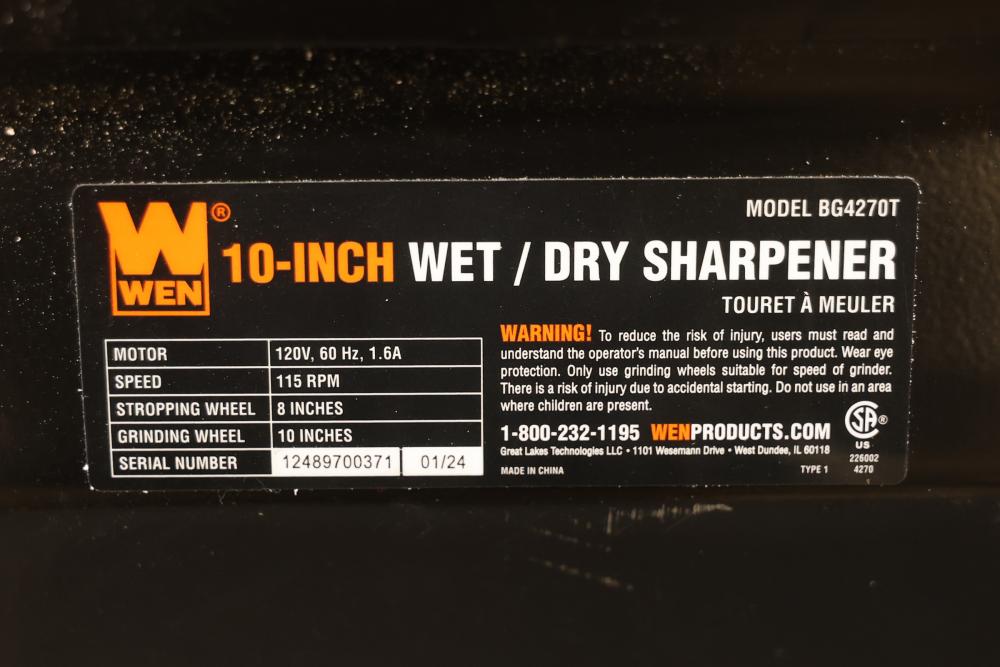 MODEL BG4270T
WEN®
10-INCH WET / DRY SHARPENER
TOURET À MEULER
MOTOR 120V, 60 Hz, 1.6A
SPEED 115 RPM
STROPPING WHEEL 8 INCHES
GRINDING WHEEL 10 INCHES
SERIAL NUMBER 12489700371 01/24
WARNING! To reduce the risk of injury, users must read and
understand the operator's manual before using this product. Wear eye
protection. Only use grinding wheels suitable for speed of grinder.
There is a risk of injury due to accidental starting. Do not use in an area
where children are present.
1-800-232-1195 WENPRODUCTS.COM
Great Lakes Technologies LLC • 1101 Wesemann Drive • West Dundee, IL 60118
MADE IN CHINA TYPE 1
SA®
US
226002
4270